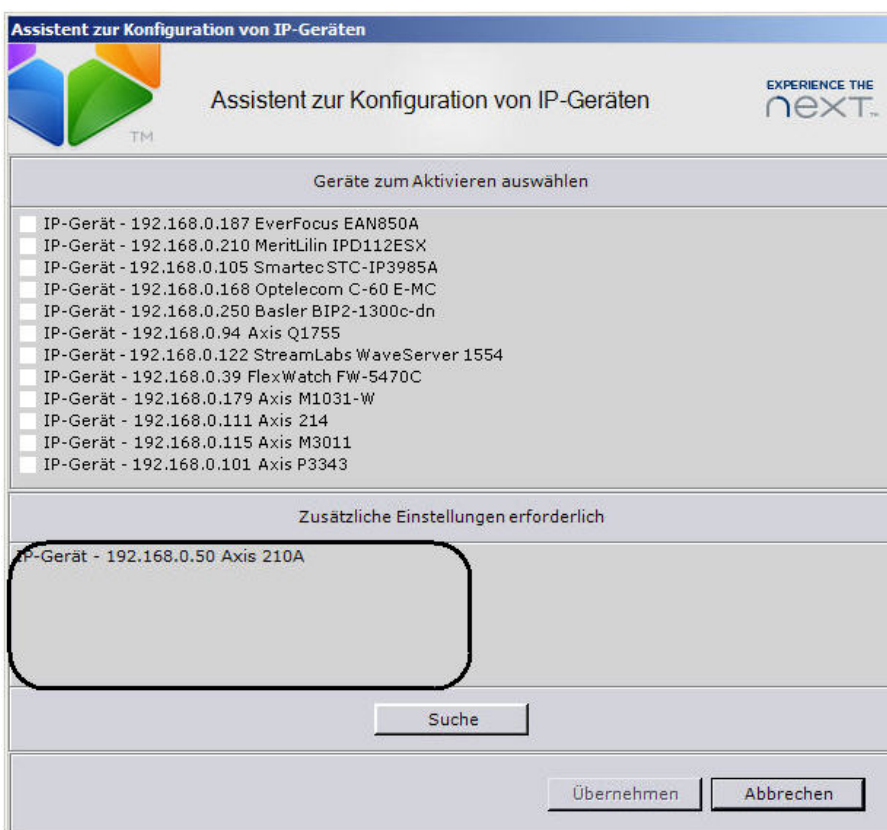 Assistent zur Konfiguration von IP-Geräten
Assistent zur Konfiguration von IP-Geräten
EXPERIENCE THE
next™
TM
Geräte zum Aktivieren auswählen
IP-Gerät - 192.168.0.187 EverFocus EAN850A
IP-Gerät - 192.168.0.210 MeritLilin IPD112ESX
IP-Gerät - 192.168.0.105 Smartec STC-IP3985A
IP-Gerät - 192.168.0.168 Optelecom C-60 E-MC
IP-Gerät - 192.168.0.250 Basler BIP2-1300c-dn
IP-Gerät - 192.168.0.94 Axis Q1755
IP-Gerät - 192.168.0.122 StreamLabs WaveServer 1554
IP-Gerät - 192.168.0.39 FlexWatch FW-5470C
IP-Gerät - 192.168.0.179 Axis M1031-W
IP-Gerät - 192.168.0.111 Axis 214
IP-Gerät - 192.168.0.115 Axis M3011
IP-Gerät - 192.168.0.101 Axis P3343
Zusätzliche Einstellungen erforderlich
IP-Gerät - 192.168.0.50 Axis 210A
Suche
Übernehmen Abbrechen